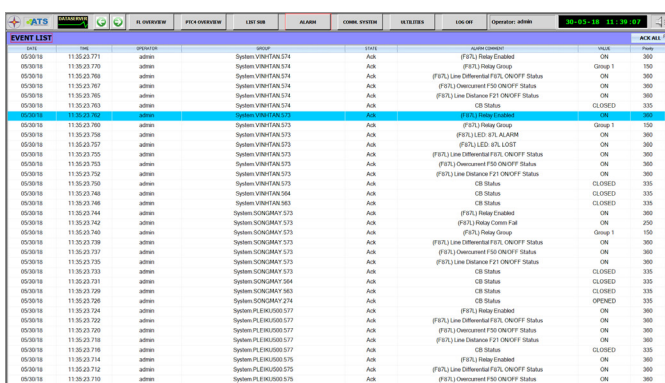 ATS DATASERVER FL OVERVIEW PTC4 OVERVIEW LIST SOB ALARM COMM. SYSTEM ULTILITIES LOG OFF Operator: admin 30-05-18 11:39:07
EVENT LIST ACK ALL
DATE TIME OPERATOR GROUP STATE ALARM COMMENT VALUE Priority
05/30/18 11:35:23.771 admin System.VINHTAN.574 Ack (F87L) Relay Enabled ON 360
05/30/18 11:35:23.770 admin System.VINHTAN.574 Ack (F87L) Relay Group Group 1 150
05/30/18 11:35:23.768 admin System.VINHTAN.574 Ack (F87L) Line Differential F87L ON/OFF Status ON 360
05/30/18 11:35:23.767 admin System.VINHTAN.574 Ack (F87L) Overcurrent F50 ON/OFF Status ON 360
05/30/18 11:35:23.765 admin System.VINHTAN.574 Ack (F87L) Line Distance F21 ON/OFF Status ON 360
05/30/18 11:35:23.763 admin System.VINHTAN.574 Ack CB Status CLOSED 335
05/30/18 11:35:23.762 admin System.VINHTAN.573 Ack (F87L) Relay Enabled ON 360
05/30/18 11:35:23.760 admin System.VINHTAN.573 Ack (F87L) Relay Group Group 1 150
05/30/18 11:35:23.758 admin System.VINHTAN.573 Ack (F87L) LED: 87L ALARM ON 360
05/30/18 11:35:23.757 admin System.VINHTAN.573 Ack (F87L) LED: 87L LOST ON 360
05/30/18 11:35:23.755 admin System.VINHTAN.573 Ack (F87L) Line Differential F87L ON/OFF Status ON 360
05/30/18 11:35:23.753 admin System.VINHTAN.573 Ack (F87L) Overcurrent F50 ON/OFF Status ON 360
05/30/18 11:35:23.752 admin System.VINHTAN.573 Ack (F87L) Line Distance F21 ON/OFF Status ON 360
05/30/18 11:35:23.750 admin System.VINHTAN.573 Ack CB Status CLOSED 335
05/30/18 11:35:23.748 admin System.VINHTAN.564 Ack CB Status CLOSED 335
05/30/18 11:35:23.746 admin System.VINHTAN.563 Ack CB Status CLOSED 335
05/30/18 11:35:23.744 admin System.SONGMAY.573 Ack (F87L) Relay Enabled ON 360
05/30/18 11:35:23.742 admin System.SONGMAY.573 Ack (F87L) Relay Comm Fail ON 250
05/30/18 11:35:23.740 admin System.SONGMAY.573 Ack (F87L) Relay Group Group 1 150
05/30/18 11:35:23.739 admin System.SONGMAY.573 Ack (F87L) Line Differential F87L ON/OFF Status ON 360
05/30/18 11:35:23.737 admin System.SONGMAY.573 Ack (F87L) Overcurrent F50 ON/OFF Status ON 360
05/30/18 11:35:23.735 admin System.SONGMAY.573 Ack (F87L) Line Distance F21 ON/OFF Status ON 360
05/30/18 11:35:23.733 admin System.SONGMAY.573 Ack CB Status CLOSED 335
05/30/18 11:35:23.731 admin System.SONGMAY.564 Ack CB Status CLOSED 335
05/30/18 11:35:23.729 admin System.SONGMAY.563 Ack CB Status CLOSED 335
05/30/18 11:35:23.726 admin System.SONGMAY.274 Ack CB Status OPENED 335
05/30/18 11:35:23.724 admin System.PLEIKU500.577 Ack (F87L) Relay Enabled ON 360
05/30/18 11:35:23.722 admin System.PLEIKU500.577 Ack (F87L) Line Differential F87L ON/OFF Status ON 360
05/30/18 11:35:23.720 admin System.PLEIKU500.577 Ack (F87L) Overcurrent F50 ON/OFF Status ON 360
05/30/18 11:35:23.718 admin System.PLEIKU500.577 Ack (F87L) Line Distance F21 ON/OFF Status ON 360
05/30/18 11:35:23.716 admin System.PLEIKU500.577 Ack CB Status CLOSED 335
05/30/18 11:35:23.714 admin System.PLEIKU500.575 Ack (F87L) Relay Enabled ON 360
05/30/18 11:35:23.712 admin System.PLEIKU500.575 Ack (F87L) Line Differential F87L ON/OFF Status ON 360
05/30/18 11:35:23.710 admin System.PLEIKU500.575 Ack (F87L) Overcurrent F50 ON/OFF Status ON 360